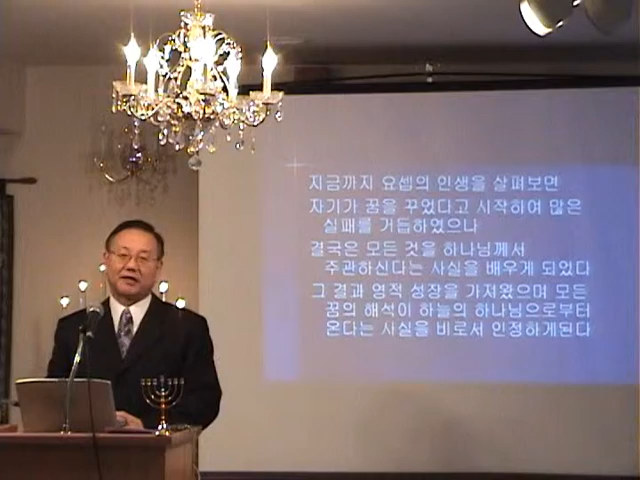 지금까지 요셉의 인생을 살펴보면
자기가 꿈을 꾸었다고 시작하여 많은
실패를 거듭하였으나
결국은 모든 것을 하나님께서
주관하신다는 사실을 배우게 되었다
그 결과 영적 성장을 가져왔으며 모든
꿈의 해석이 하늘의 하나님으로부터
온다는 사실을 비로서 인정하게된다